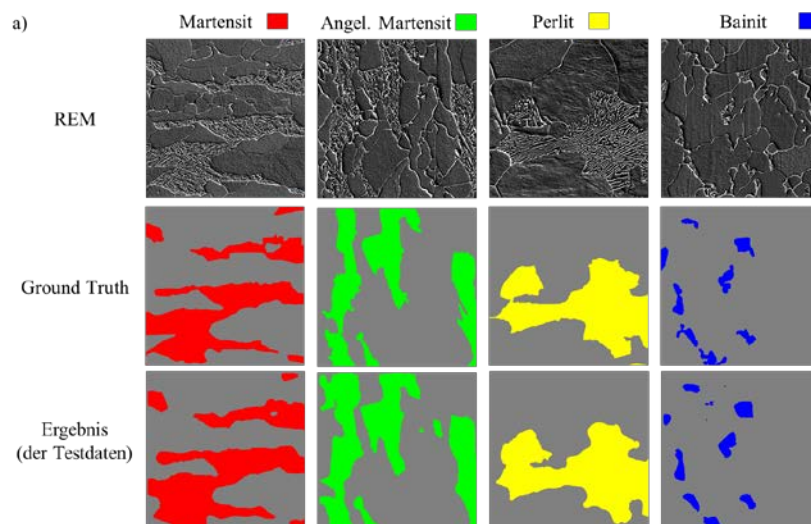 a)
Martensit
Angel. Martensit
Perlit
Bainit
REM
Ground Truth
Ergebnis
(der Testdaten)